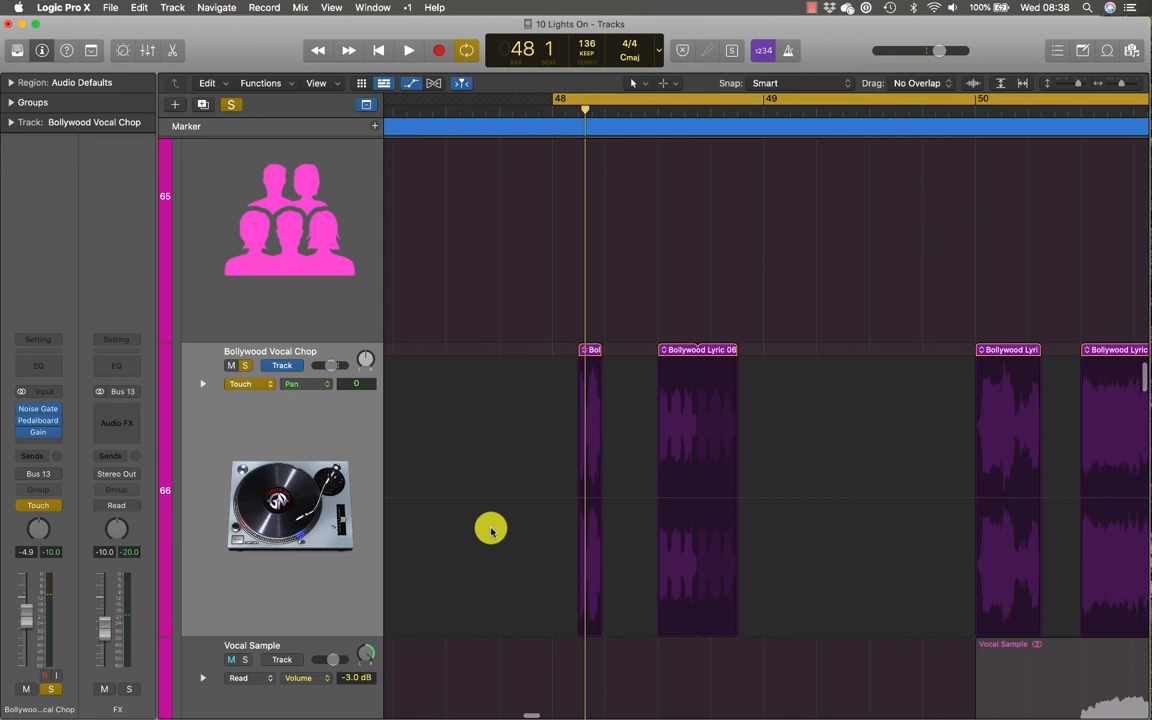 Logic Pro X File Edit Track Navigate Record Mix View Window 1 Help 100% Wed 08:38
10 Lights On - Tracks
48 1 136 4/4
KEEP Cmaj
BAR BEAT TEMPO
S 1234
Region: Audio Defaults
Edit Functions View Snap: Smart Drag: No Overlap
Groups
S 48 49 50
Track: Bollywood Vocal Chop
Marker
65
Setting Setting
Bollywood Vocal Chop
Bol Bollywood Lyric 06 Bollywood Lyri Bollywood Lyric
EQ EQ
M S Track L R
Touch Pan 0
Input Bus 13
Noise Gate
Pedalboard Audio FX
Gain
Sends Sends
Bus 13 Stereo Out
Group Group
66
Touch Read
-4.9 -10.0 -10.0 -20.0
Vocal Sample
Vocal Sample
M S Track L R
Read Volume -3.0 dB
R I
M S M S
Bollywoo...cal Chop FX